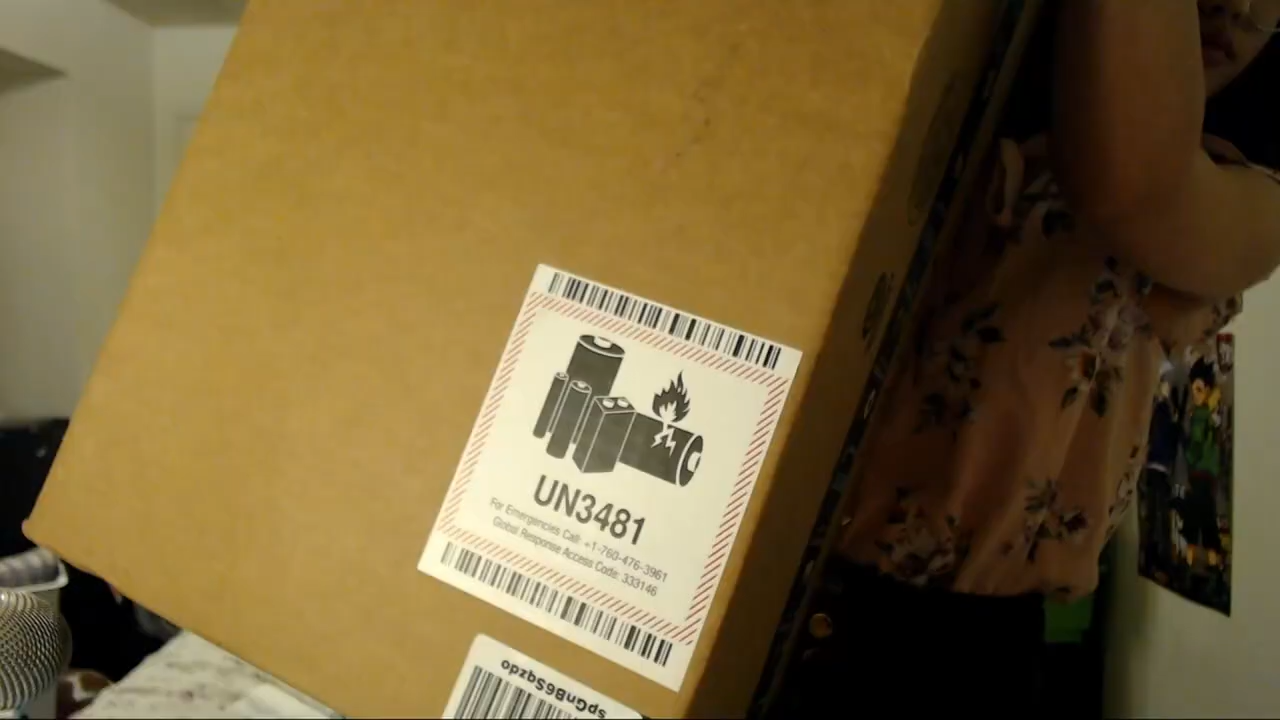 UN3481
For Emergencies Call: +1-760-476-3961
Global Response Access Code: 333146
spGnB6Sqzdo